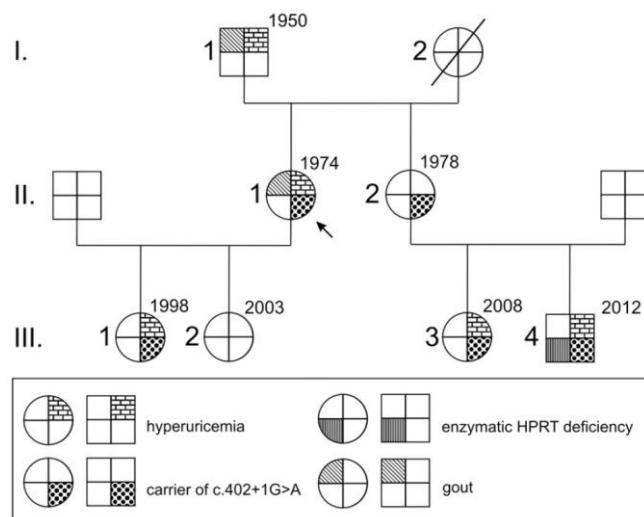 1950
I. 1 2
1974 1978
II. 1 2
1998 2003 2008 2012
III. 1 2 3 4
hyperuricemia enzymatic HPRT deficiency
carrier of c.402+1G>A gout